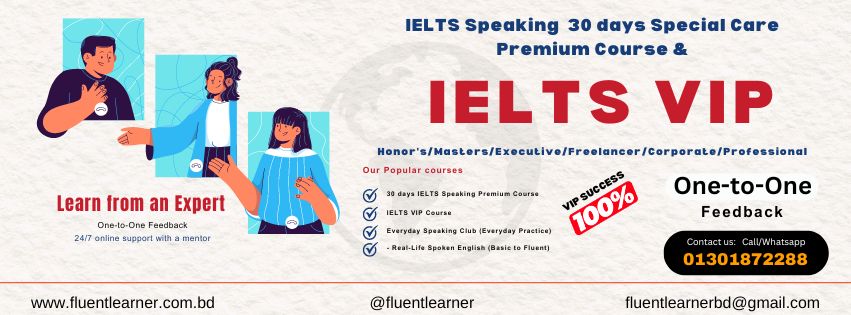 IELTS Speaking 30 days Special Care
Premium Course &
IELTS VIP
Honor's/Masters/Executive/Freelancer/Corporate/Professional
Learn from an Expert
One-to-One Feedback
24/7 online support with a mentor
Our Popular courses
30 days IELTS Speaking Premium Course
IELTS VIP Course
Everyday Speaking Club (Everyday Practice)
- Real-Life Spoken English (Basic to Fluent)
VIP SUCCESS
100%
One-to-One
Feedback
Contact us: Call/Whatsapp
01301872288
www.fluentlearner.com.bd
@fluentlearner
fluentlearnerbd@gmail.com